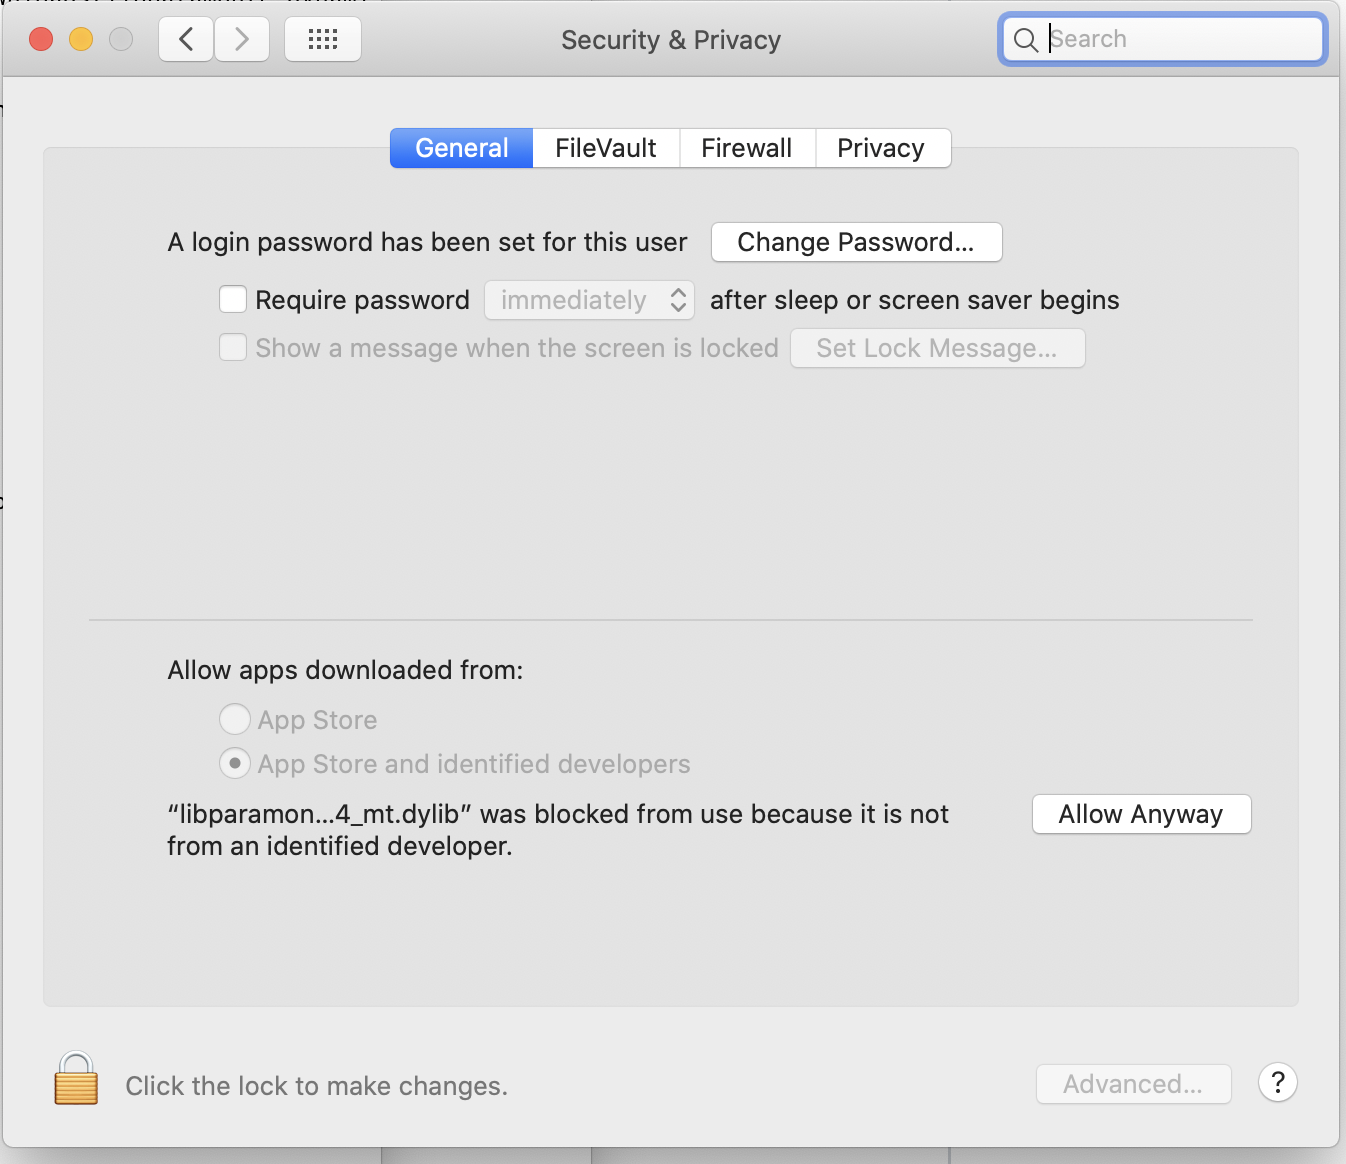 Security & Privacy
Search
General FileVault Firewall Privacy
A login password has been set for this user Change Password...
Require password immediately after sleep or screen saver begins
Show a message when the screen is locked Set Lock Message...
Allow apps downloaded from:
App Store
App Store and identified developers
“libparamon...4_mt.dylib” was blocked from use because it is not Allow Anyway
from an identified developer.
Click the lock to make changes. Advanced... ?